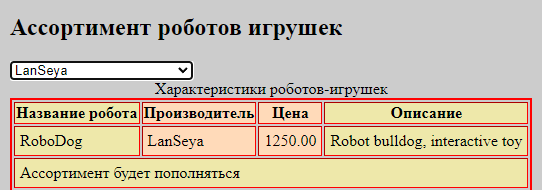 Ассортимент роботов игрушек
LanSeya
Характеристики роботов-игрушек
Название робота Производитель Цена Описание
RoboDog LanSeya 1250.00 Robot bulldog, interactive toy
Ассортимент будет пополняться